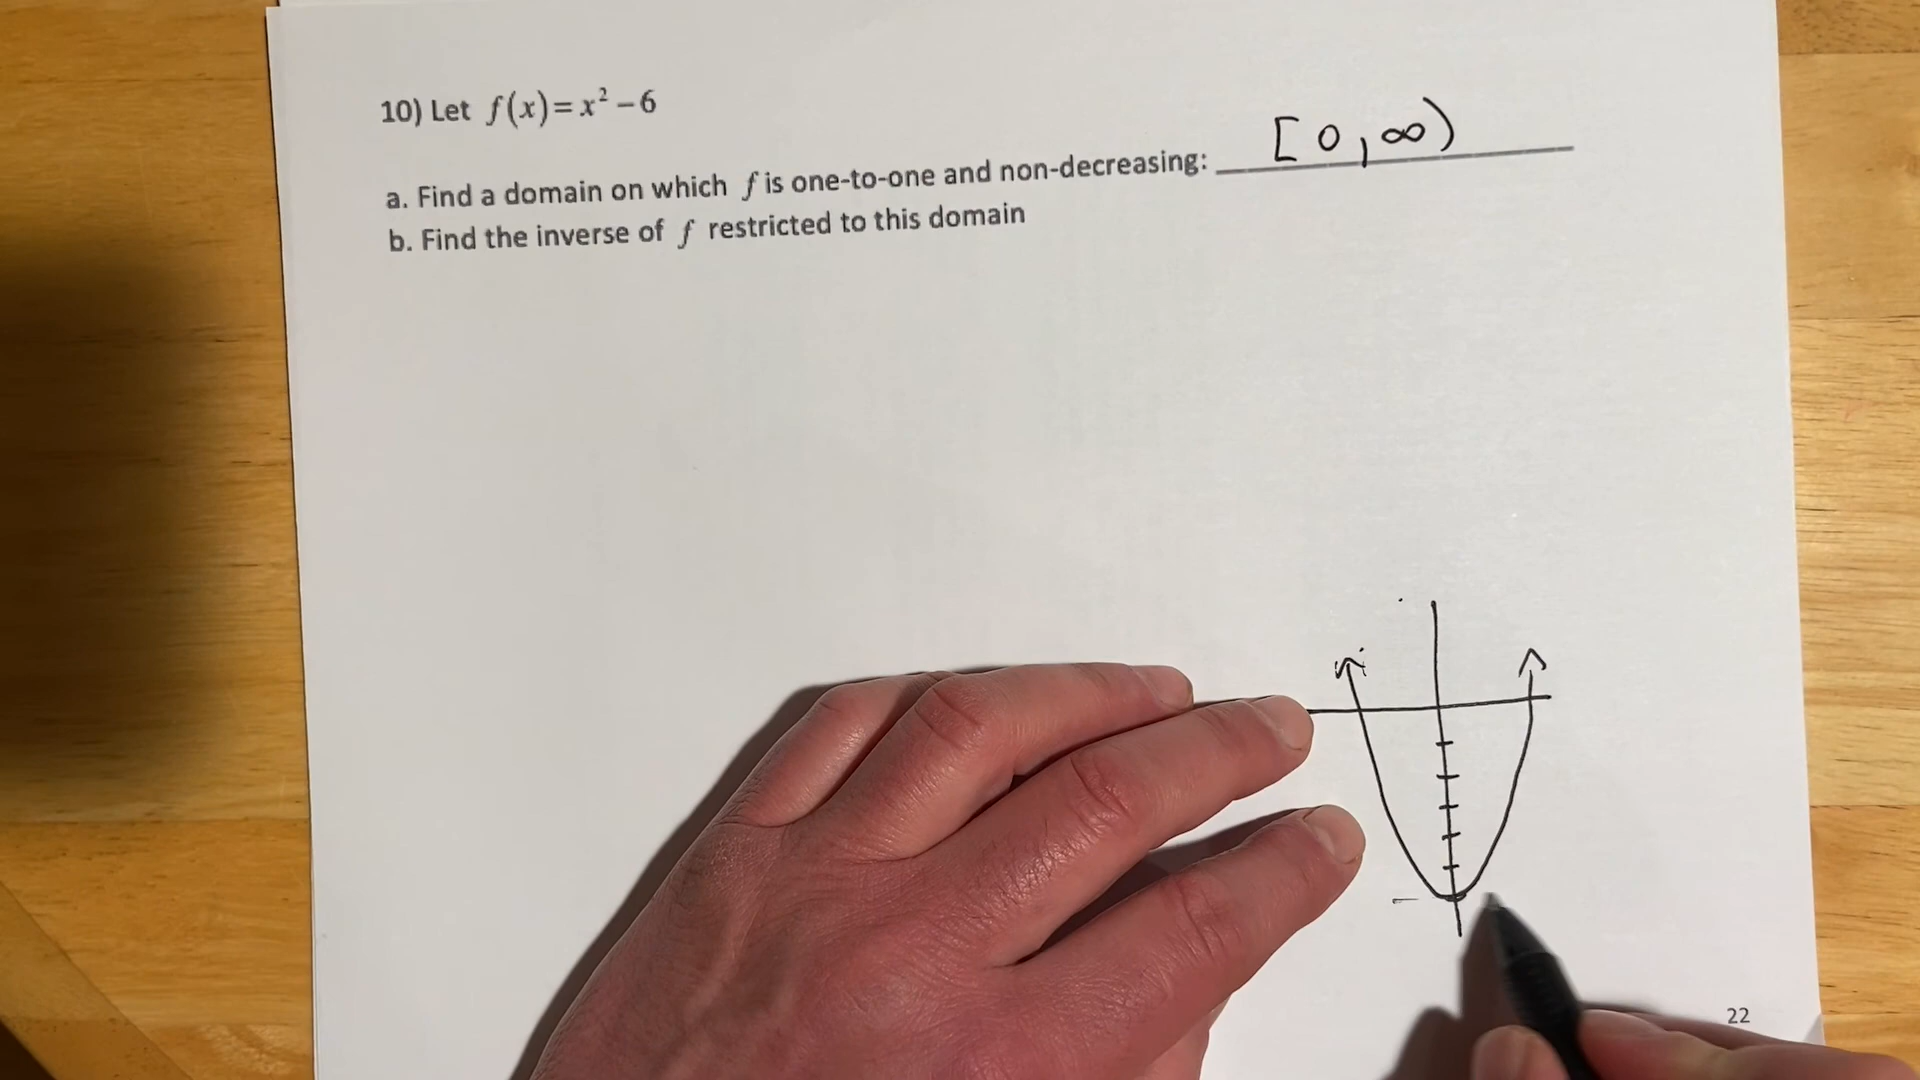 10) Let f(x)=x²−6
a. Find a domain on which f is one-to-one and non-decreasing: [0,∞)
b. Find the inverse of f restricted to this domain
22